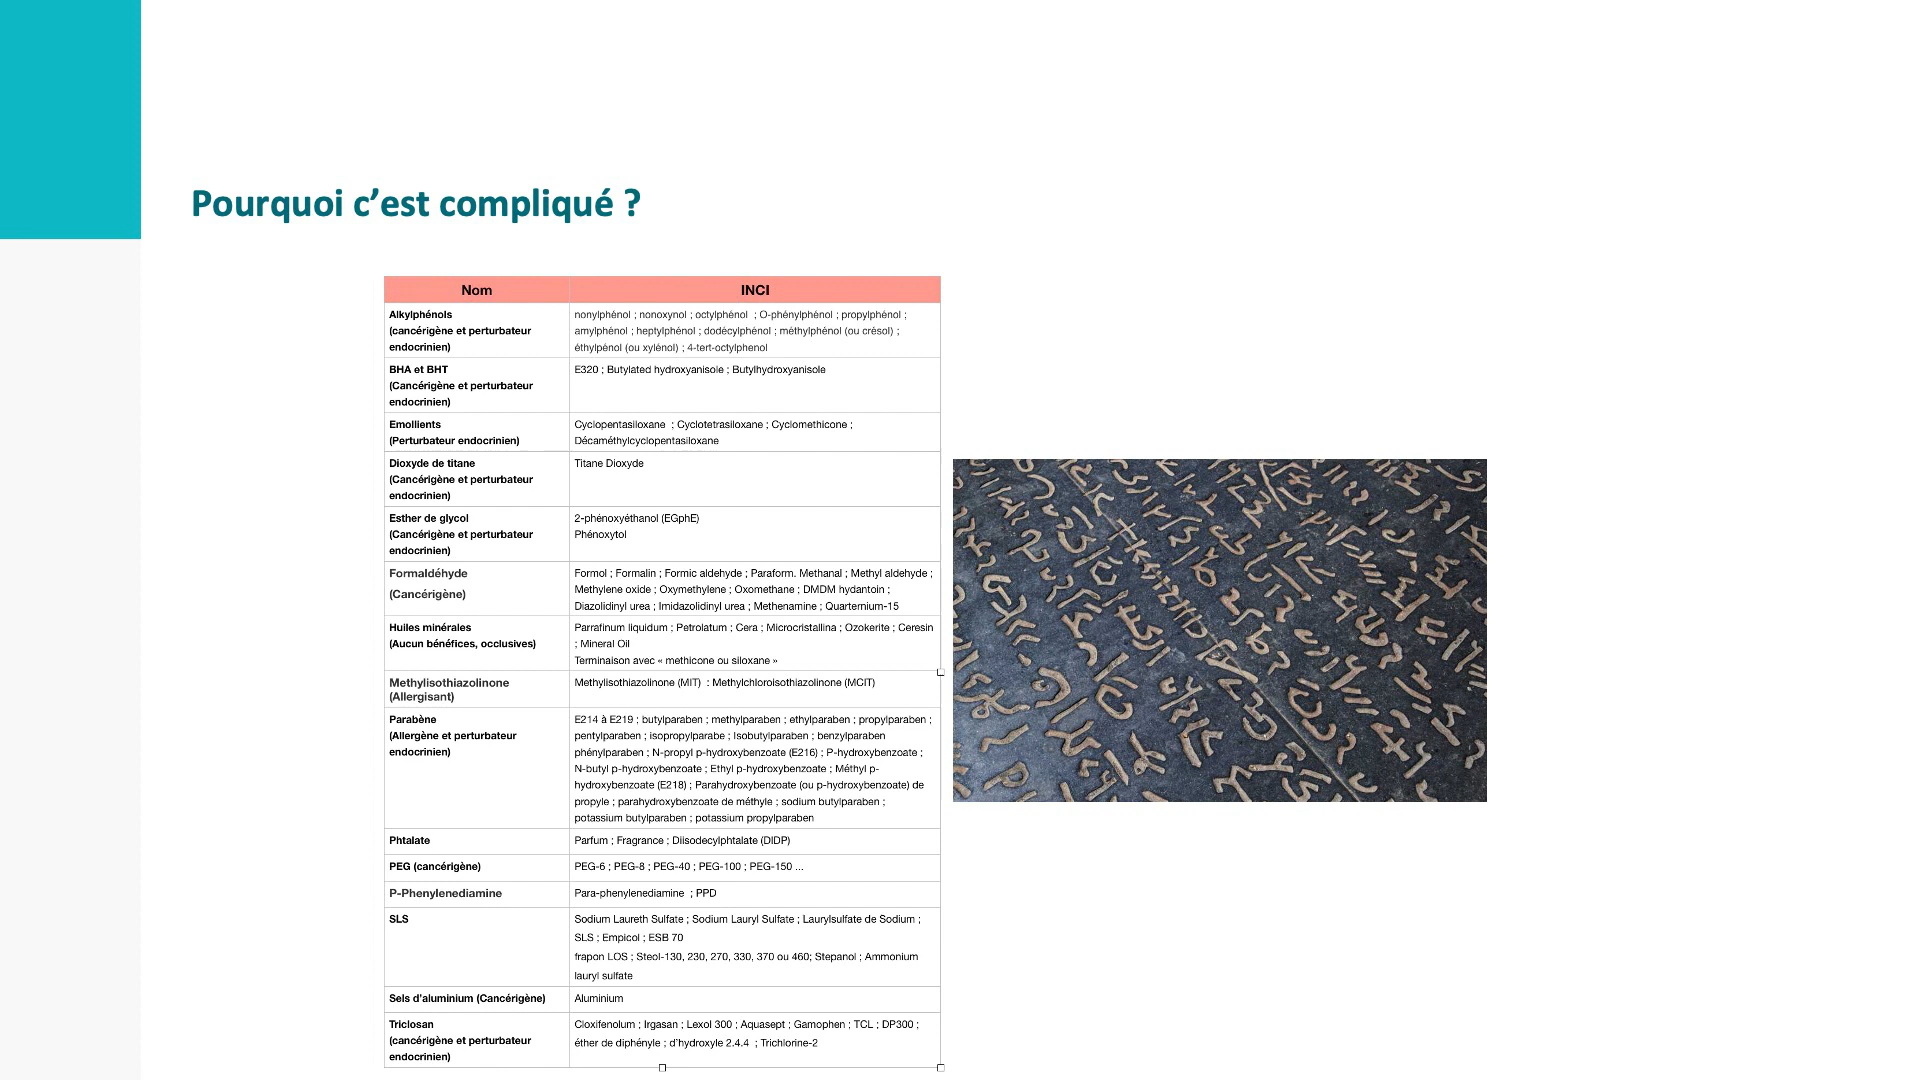 Pourquoi c’est compliqué ?
Nom
INCI
Alkylphénols
(cancérigène et perturbateur
endocrinien)
nonylphénol ; nonoxynol ; octylphénol ; O-phénylphénol ; propylphénol ;
amylphénol ; heptylphénol ; dodécylphénol ; méthylphénol (ou crésol) ;
éthylpénol (ou xylénol) ; 4-tert-octylphenol
BHA et BHT
(Cancérigène et perturbateur
endocrinien)
E320 ; Butylated hydroxyanisole ; Butylhydroxyanisole
Emollients
(Perturbateur endocrinien)
Cyclopentasiloxane ; Cyclotetrasiloxane ; Cyclomethicone ;
Décaméthylcyclopentasiloxane
Dioxyde de titane
(Cancérigène et perturbateur
endocrinien)
Titane Dioxyde
Esther de glycol
(Cancérigène et perturbateur
endocrinien)
2-phénoxyéthanol (EGphE)
Phénoxytol
Formaldéhyde
(Cancérigène)
Formol ; Formalin ; Formic aldehyde ; Paraform. Methanal ; Methyl aldehyde ;
Methylene oxide ; Oxymethylene ; Oxomethane ; DMDM hydantoin ;
Diazolidinyl urea ; Imidazolidinyl urea ; Methenamine ; Quarternium-15
Huiles minérales
(Aucun bénéfices, occlusives)
Parrafinum liquidum ; Petrolatum ; Cera ; Microcristallina ; Ozokerite ; Ceresin
; Mineral Oil
Terminaison avec « methicone ou siloxane »
Methylisothiazolinone
(Allergisant)
Methylisothiazolinone (MIT) : Methylchloroisothiazolinone (MCIT)
Parabène
(Allergène et perturbateur
endocrinien)
E214 à E219 ; butylparaben ; methylparaben ; ethylparaben ; propylparaben ;
pentylparaben ; isopropylparabe ; Isobutylparaben ; benzylparaben
phénylparaben ; N-propyl p-hydroxybenzoate (E216) ; P-hydroxybenzoate ;
N-butyl p-hydroxybenzoate ; Ethyl p-hydroxybenzoate ; Méthyl p-
hydroxybenzoate (E218) ; Parahydroxybenzoate (ou p-hydroxybenzoate) de
propyle ; parahydroxybenzoate de méthyle ; sodium butylparaben ;
potassium butylparaben ; potassium propylparaben
Phtalate
Parfum ; Fragrance ; Diisodecylphtalate (DIDP)
PEG (cancérigène)
PEG-6 ; PEG-8 ; PEG-40 ; PEG-100 ; PEG-150 ...
P-Phenylenediamine
Para-phenylenediamine ; PPD
SLS
Sodium Laureth Sulfate ; Sodium Lauryl Sulfate ; Laurylsulfate de Sodium ;
SLS ; Empicol ; ESB 70
frapon LOS ; Steol-130, 230, 270, 330, 370 ou 460; Stepanol ; Ammonium
lauryl sulfate
Sels d’aluminium (Cancérigène)
Aluminium
Triclosan
(cancérigène et perturbateur
endocrinien)
Cloxifenolum ; Irgasan ; Lexol 300 ; Aquasept ; Gamophen ; TCL ; DP300 ;
éther de diphényle ; d’hydroxyle 2.4.4 ; Trichlorine-2